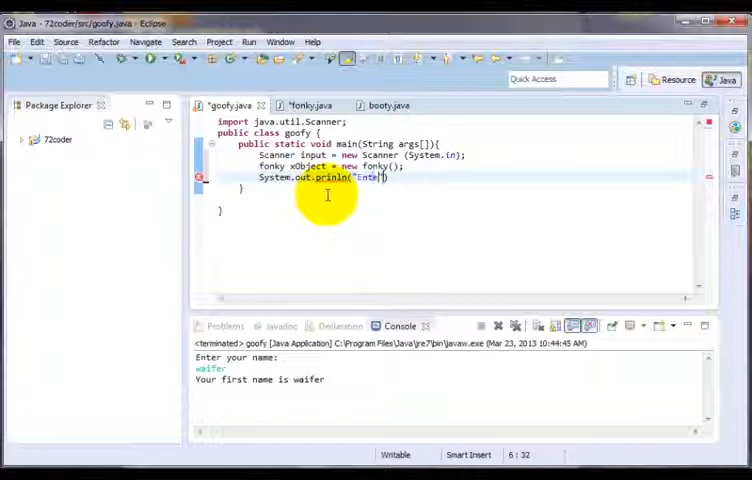 Java - 72coder/src/goofy.java - Eclipse
File Edit Source Refactor Navigate Search Project Run Window Help
Quick Access Resource Java
Package Explorer
72coder
*goofy.java *fonky.java booty.java
import java.util.Scanner;
public class goofy {
public static void main(String args[]){
Scanner input = new Scanner (System.in);
fonky xObject = new fonky();
System.out.prinln("Ente")
}
}
Problems Javadoc Declaration Console
<terminated> goofy [Java Application] C:\Program Files\Java\jre7\bin\javaw.exe (Mar 23, 2013 10:44:45 AM)
Enter your name:
waifer
Your first name is waifer
Writable Smart Insert 6 : 32